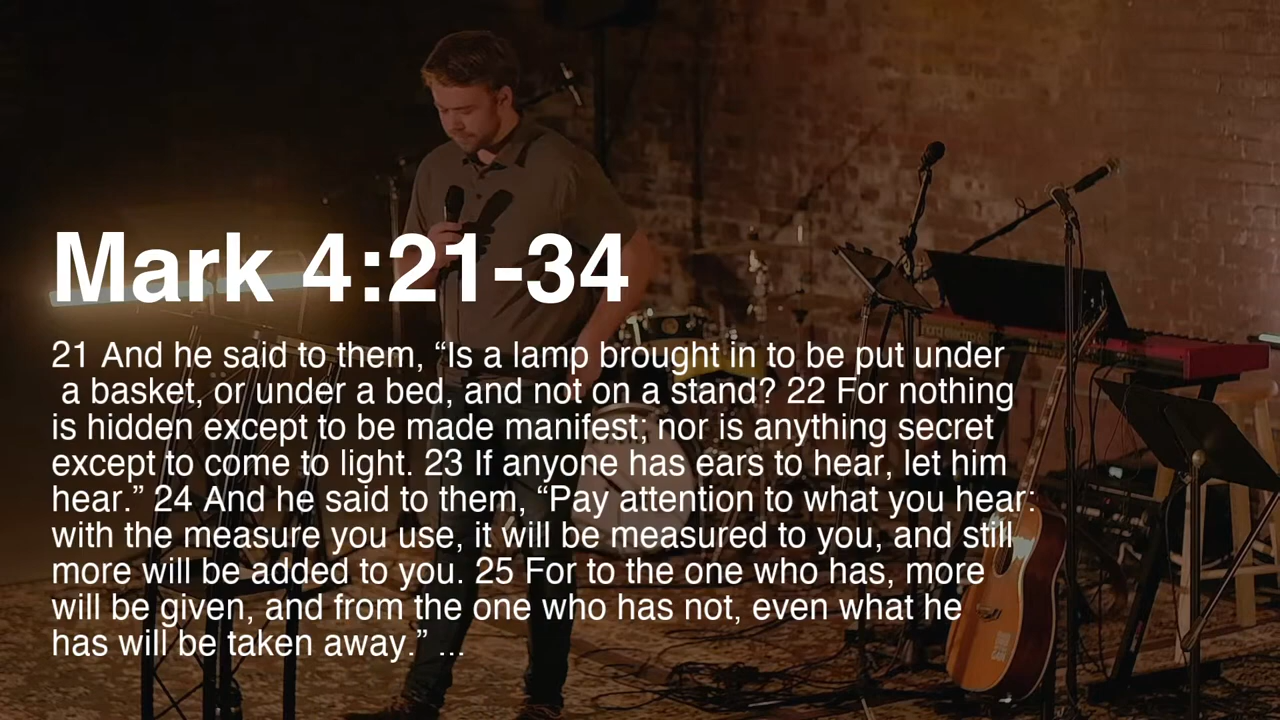 Mark 4:21-34
21 And he said to them, “Is a lamp brought in to be put under
a basket, or under a bed, and not on a stand? 22 For nothing
is hidden except to be made manifest; nor is anything secret
except to come to light. 23 If anyone has ears to hear, let him
hear.” 24 And he said to them, “Pay attention to what you hear:
with the measure you use, it will be measured to you, and still
more will be added to you. 25 For to the one who has, more
will be given, and from the one who has not, even what he
has will be taken away.” ...